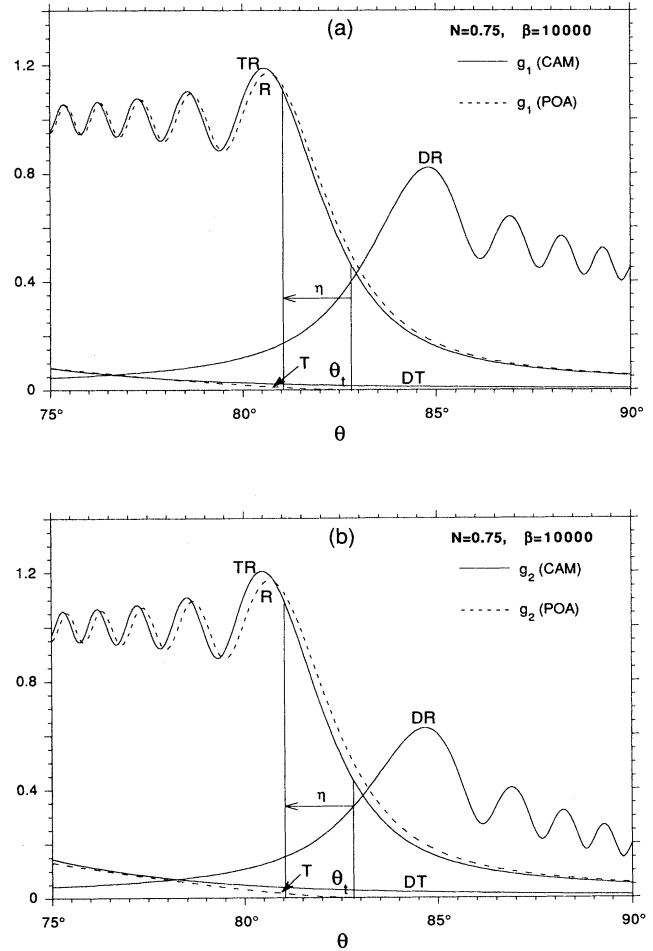 (a)
N=0.75, β=10000
g1 (CAM)
g1 (POA)
TR
R
DR
η
T
θt
DT
1.2
0.8
0.4
0
75° 80° 85° 90°
θ
(b)
N=0.75, β=10000
g2 (CAM)
g2 (POA)
TR
R
DR
η
T
θt
DT
1.2
0.8
0.4
0
75° 80° 85° 90°
θ